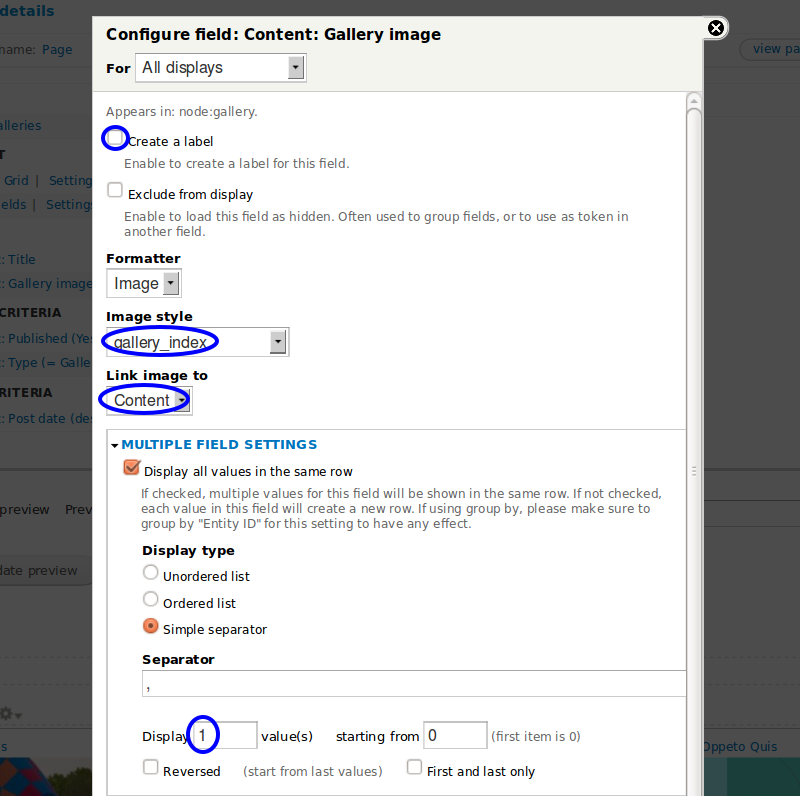 details
Configure field: Content: Gallery image
name: Page
view pa
For All displays
Appears in: node:gallery.
alleries
Create a label
Enable to create a label for this field.
Grid | Setting
Exclude from display
ields | Settings
Enable to load this field as hidden. Often used to group fields, or to use as token in
another field.
: Title
Formatter
: Gallery image
Image
CRITERIA
Image style
: Published (Yes
gallery_index
: Type (= Galle
Link image to
RITERIA
Content
: Post date (des
MULTIPLE FIELD SETTINGS
Display all values in the same row
If checked, multiple values for this field will be shown in the same row. If not checked,
each value in this field will create a new row. If using group by, please make sure to
group by "Entity ID" for this setting to have any effect.
preview Prev
Display type
date preview
Unordered list
Ordered list
Simple separator
Separator
,
Display 1 value(s) starting from 0 (first item is 0)
s
Oppeto Quis
Reversed (start from last values) First and last only